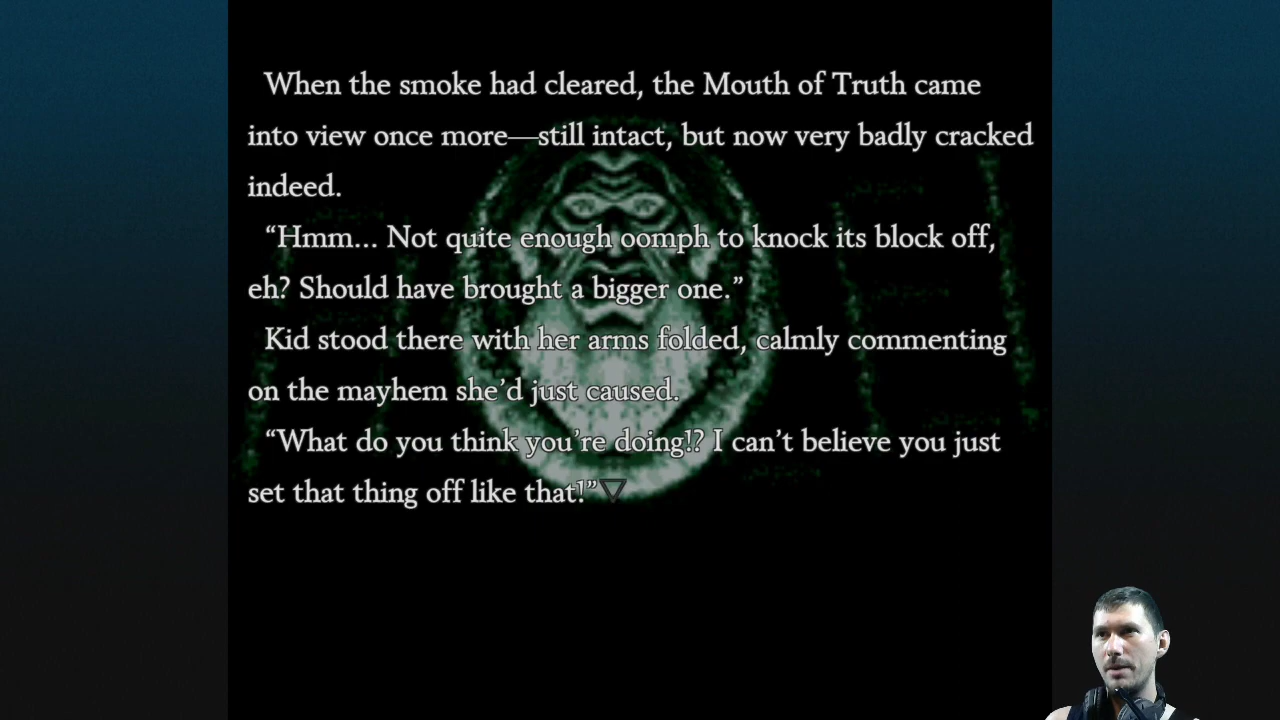 When the smoke had cleared, the Mouth of Truth came
into view once more—still intact, but now very badly cracked
indeed.
“Hmm... Not quite enough oomph to knock its block off,
eh? Should have brought a bigger one.”
Kid stood there with her arms folded, calmly commenting
on the mayhem she’d just caused.
“What do you think you’re doing!? I can’t believe you just
set that thing off like that!”